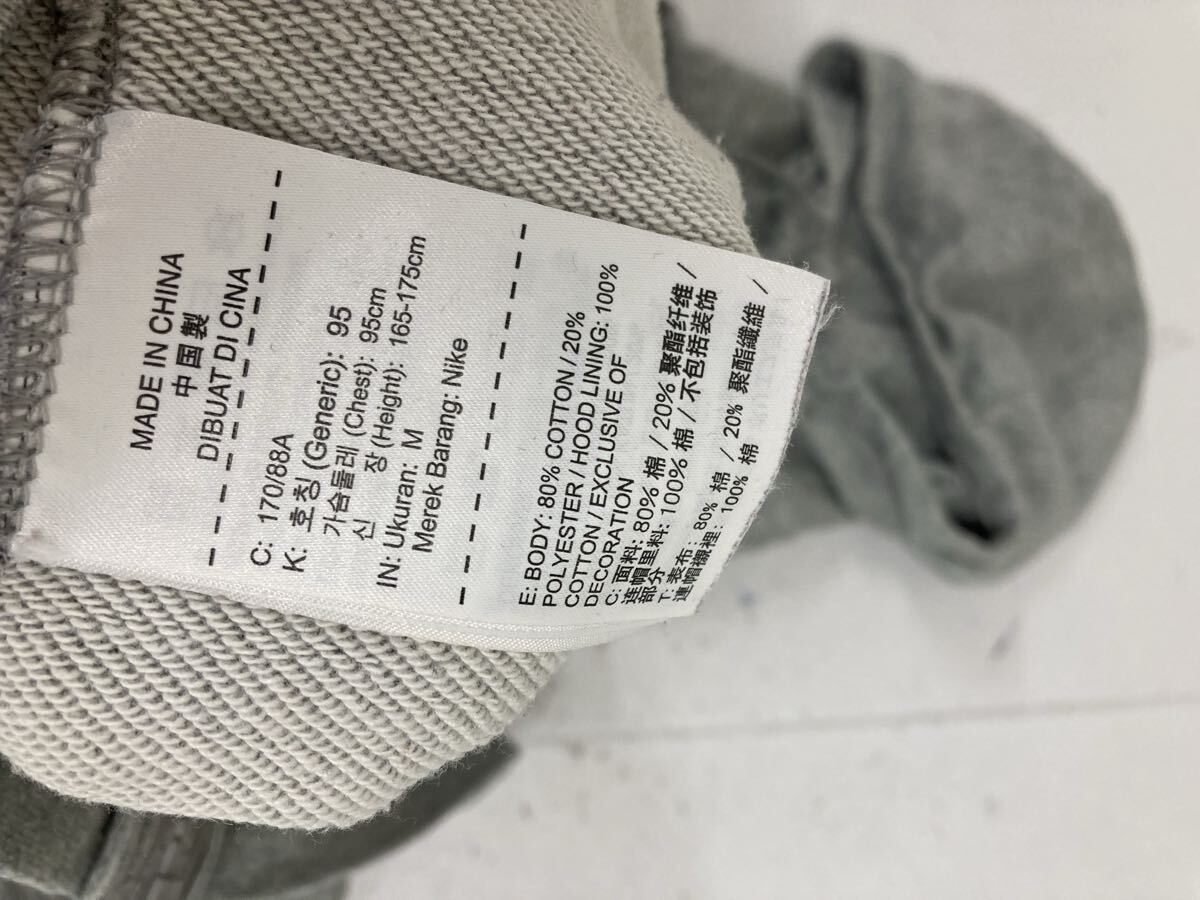 MADE IN CHINA
中国製
DIBUAT DI CINA
C: 170/88A
K: 호칭 (Generic): 95
가슴둘레 (Chest): 95cm
신 장 (Height): 165-175cm
IN: Ukuran: M
Merek Barang: Nike
E: BODY: 80% COTTON / 20%
POLYESTER / HOOD LINING: 100%
COTTON / EXCLUSIVE OF
DECORATION
C: 面料: 80% 棉 / 20% 聚酯纤维 /
连帽里料: 100% 棉 / 不包括装饰
部分
T: 表布: 80% 棉 / 20% 聚酯纖維 /
連帽襯裡: 100% 棉